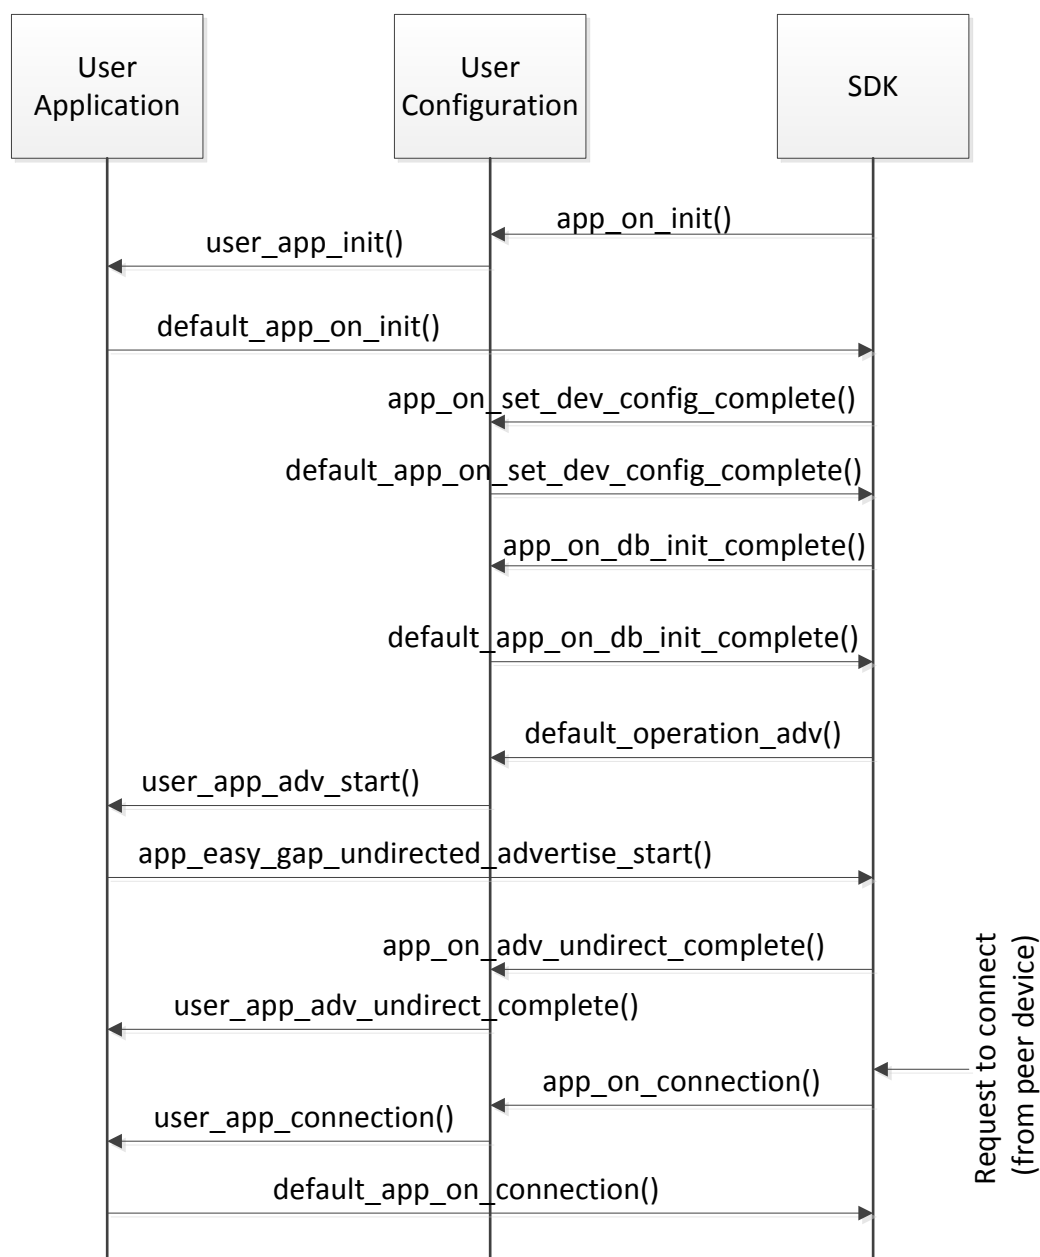 User
Application
User
Configuration
SDK
app_on_init()
user_app_init()
default_app_on_init()
app_on_set_dev_config_complete()
default_app_on_set_dev_config_complete()
app_on_db_init_complete()
default_app_on_db_init_complete()
default_operation_adv()
user_app_adv_start()
app_easy_gap_undirected_advertise_start()
app_on_adv_undirect_complete()
user_app_adv_undirect_complete()
Request to connect
(from peer device)
app_on_connection()
user_app_connection()
default_app_on_connection()